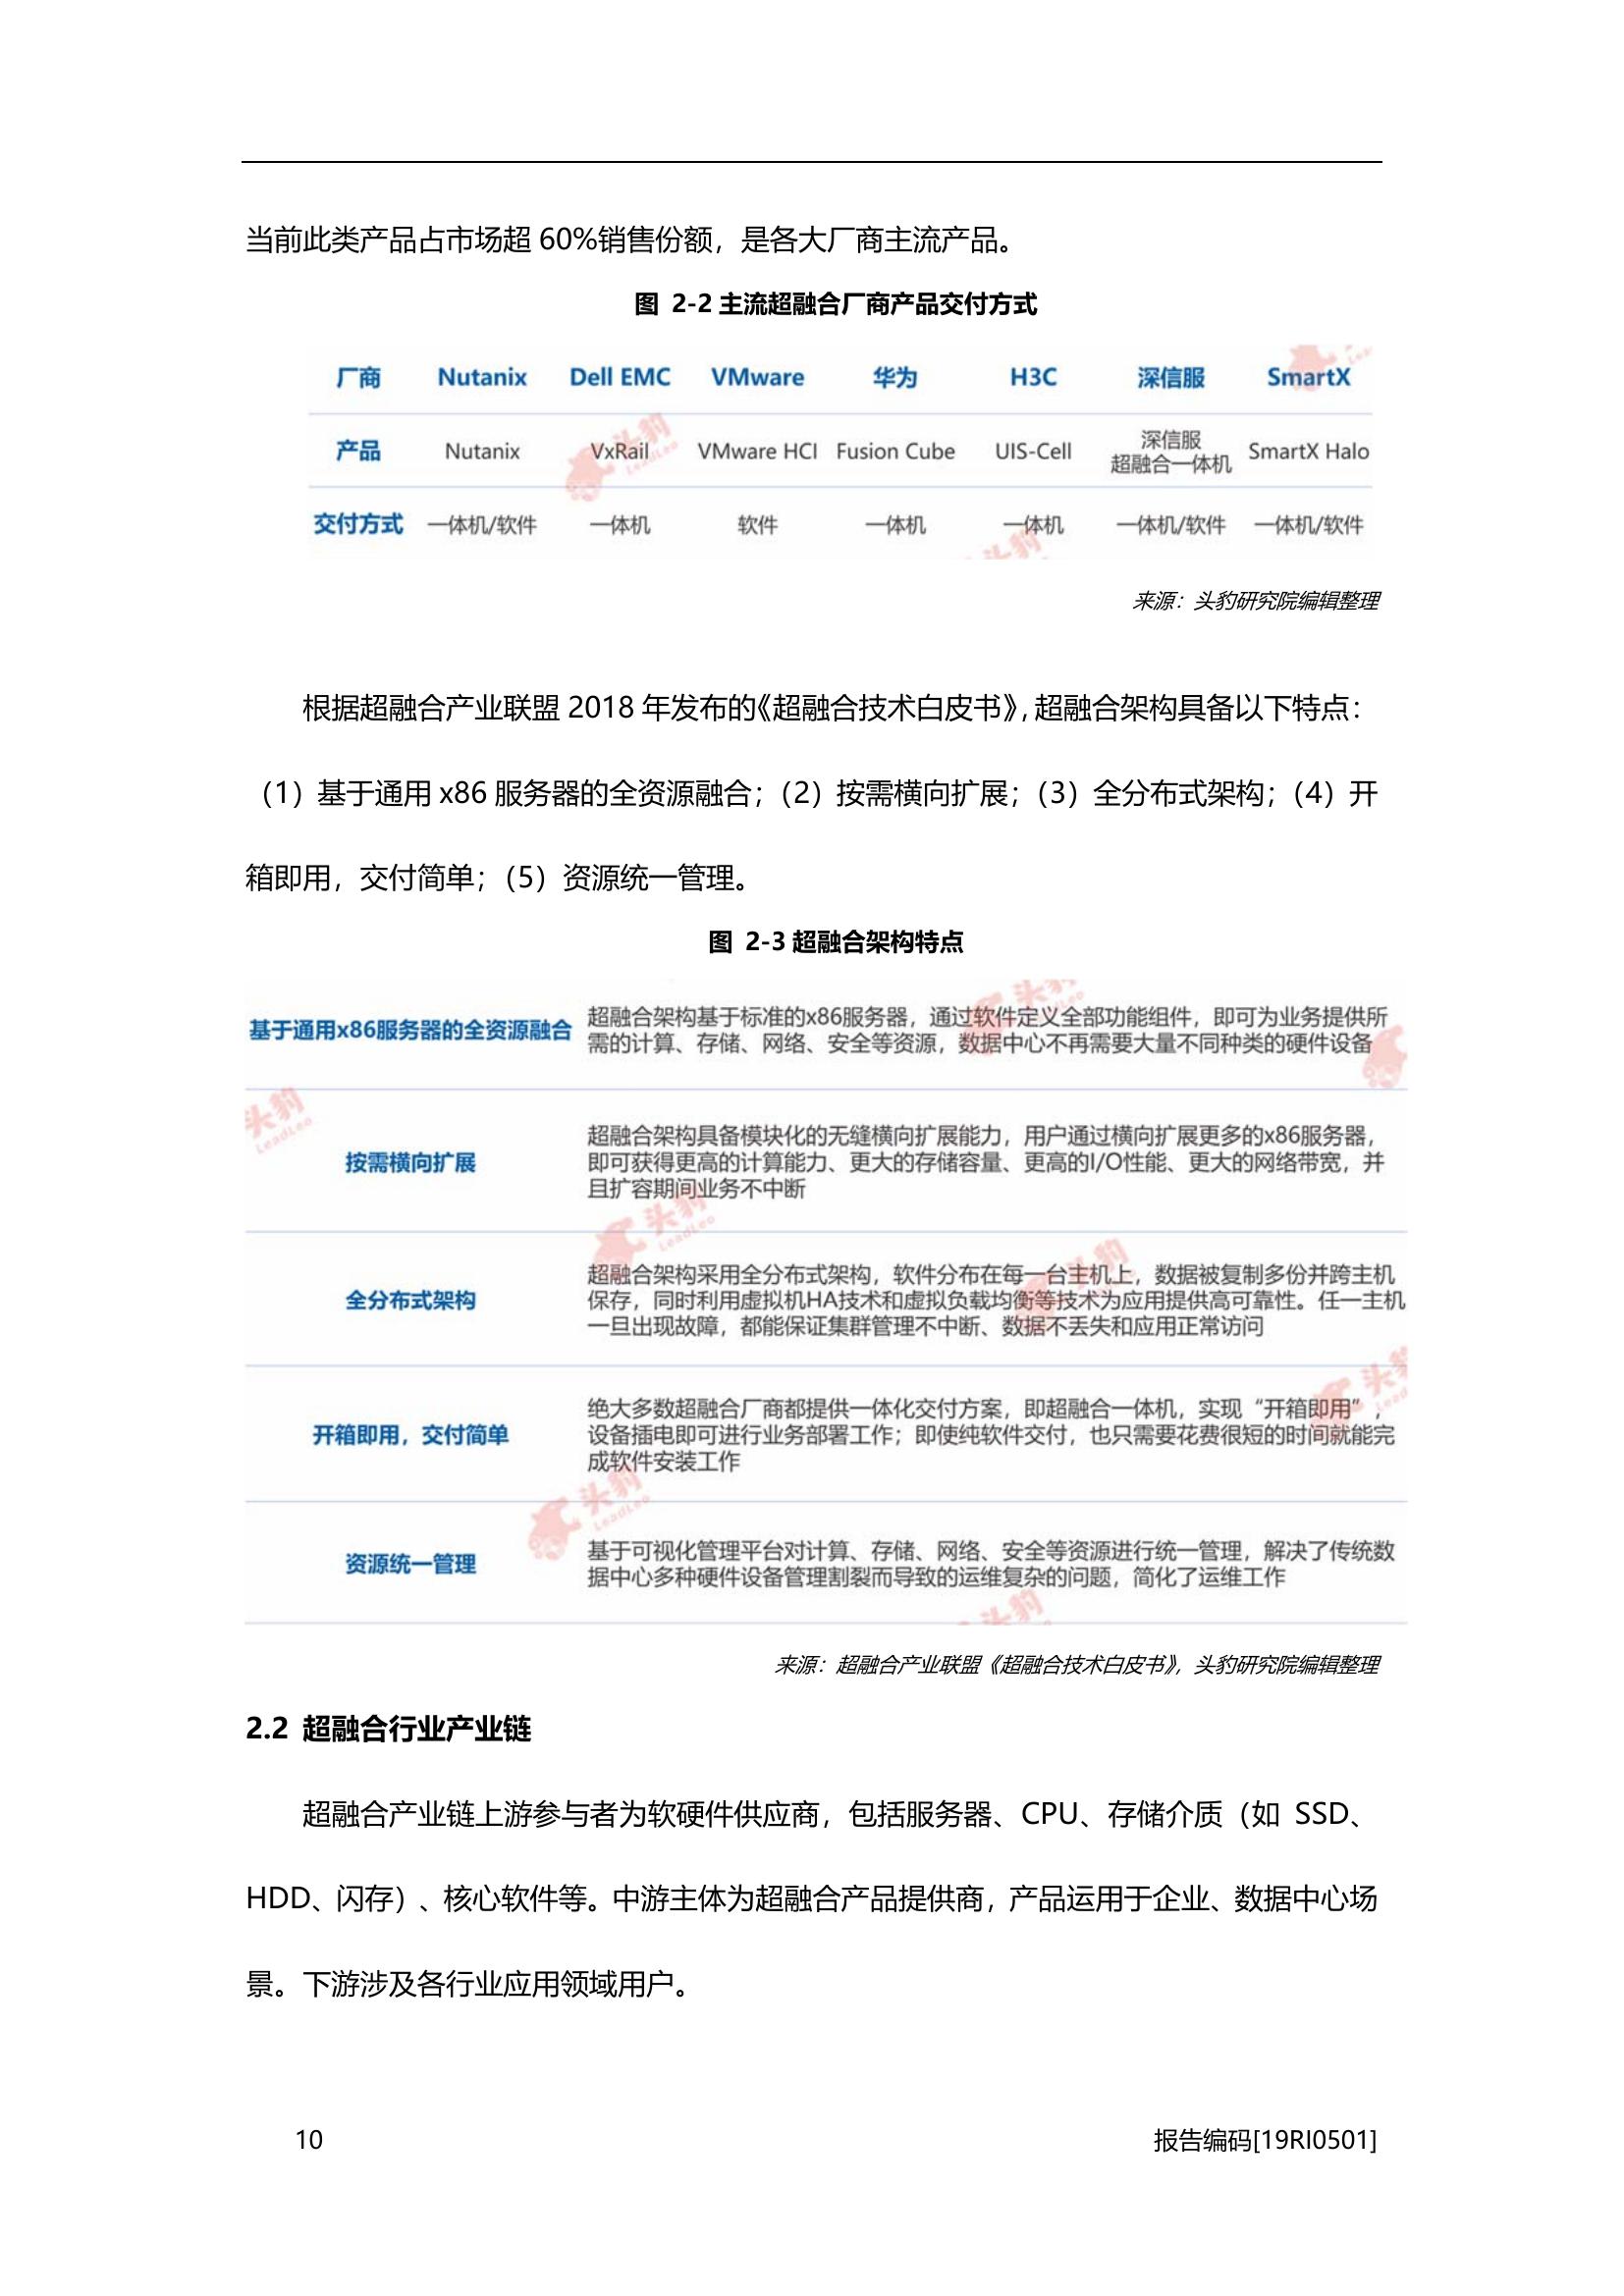 当前此类产品占市场超 60%销售份额，是各大厂商主流产品。
图 2-2 主流超融合厂商产品交付方式
厂商 Nutanix Dell EMC VMware 华为 H3C 深信服 SmartX
产品 Nutanix VxRail VMware HCI Fusion Cube UIS-Cell 深信服 超融合一体机 SmartX Halo
交付方式 一体机/软件 一体机 软件 一体机 一体机 一体机/软件 一体机/软件
来源：头豹研究院编辑整理
根据超融合产业联盟 2018 年发布的《超融合技术白皮书》，超融合架构具备以下特点：
（1）基于通用 x86 服务器的全资源融合；（2）按需横向扩展；（3）全分布式架构；（4）开
箱即用，交付简单；（5）资源统一管理。
图 2-3 超融合架构特点
基于通用x86服务器的全资源融合
超融合架构基于标准的x86服务器，通过软件定义全部功能组件，即可为业务提供所
需的计算、存储、网络、安全等资源，数据中心不再需要大量不同种类的硬件设备
按需横向扩展
超融合架构具备模块化的无缝横向扩展能力，用户通过横向扩展更多的x86服务器，
即可获得更高的计算能力、更大的存储容量、更高的I/O性能、更大的网络带宽，并
且扩容期间业务不中断
全分布式架构
超融合架构采用全分布式架构，软件分布在每一台主机上，数据被复制多份并跨主机
保存，同时利用虚拟机HA技术和虚拟负载均衡等技术为应用提供高可靠性。任一主机
一旦出现故障，都能保证集群管理不中断、数据不丢失和应用正常访问
开箱即用，交付简单
绝大多数超融合厂商都提供一体化交付方案，即超融合一体机，实现“开箱即用”，
设备插电即可进行业务部署工作；即使纯软件交付，也只需要花费很短的时间就能完
成软件安装工作
资源统一管理
基于可视化管理平台对计算、存储、网络、安全等资源进行统一管理，解决了传统数
据中心多种硬件设备管理割裂而导致的运维复杂的问题，简化了运维工作
来源：超融合产业联盟《超融合技术白皮书》，头豹研究院编辑整理
2.2 超融合行业产业链
超融合产业链上游参与者为软硬件供应商，包括服务器、CPU、存储介质（如 SSD、
HDD、闪存）、核心软件等。中游主体为超融合产品提供商，产品运用于企业、数据中心场
景。下游涉及各行业应用领域用户。
10
报告编码[19RI0501]